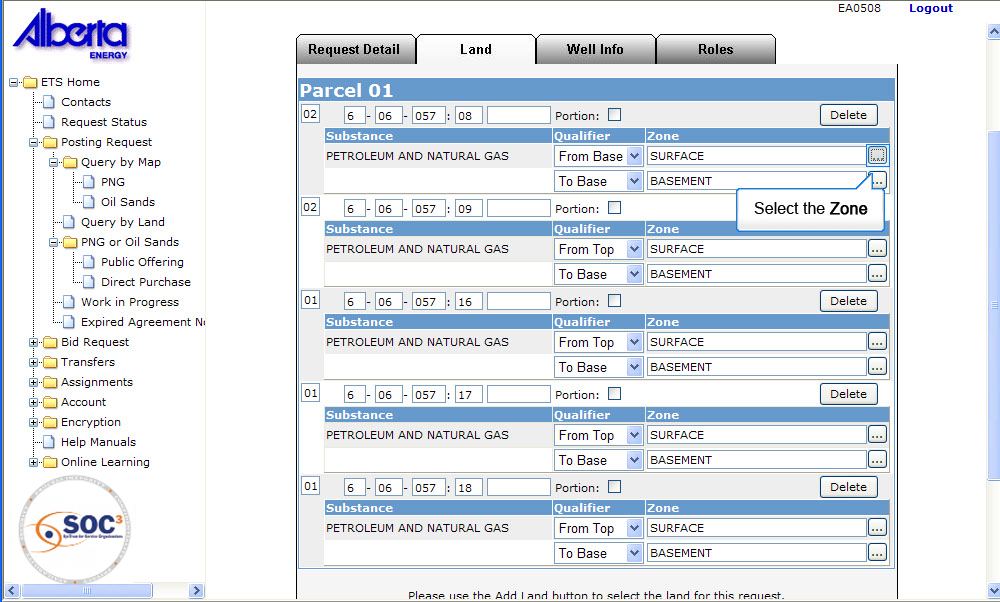 EA0508 Logout
Alberta
ENERGY
ETS Home
Contacts
Request Status
Posting Request
Query by Map
PNG
Oil Sands
Query by Land
PNG or Oil Sands
Public Offering
Direct Purchase
Work in Progress
Expired Agreement No
Bid Request
Transfers
Assignments
Account
Encryption
Help Manuals
Online Learning
SOC3
Request Detail Land Well Info Roles
Parcel 01
02 6 - 06 - 057 : 08 Portion: Delete
Substance Qualifier Zone
PETROLEUM AND NATURAL GAS From Base SURFACE ...
To Base BASEMENT ...
Select the Zone
02 6 - 06 - 057 : 09 Portion:
Substance Qualifier Zone
PETROLEUM AND NATURAL GAS From Top SURFACE ...
To Base BASEMENT ...
01 6 - 06 - 057 : 16 Portion: Delete
Substance Qualifier Zone
PETROLEUM AND NATURAL GAS From Top SURFACE ...
To Base BASEMENT ...
01 6 - 06 - 057 : 17 Portion: Delete
Substance Qualifier Zone
PETROLEUM AND NATURAL GAS From Top SURFACE ...
To Base BASEMENT ...
01 6 - 06 - 057 : 18 Portion: Delete
Substance Qualifier Zone
PETROLEUM AND NATURAL GAS From Top SURFACE ...
To Base BASEMENT ...
Please use the Add Land button to select the land for this request.